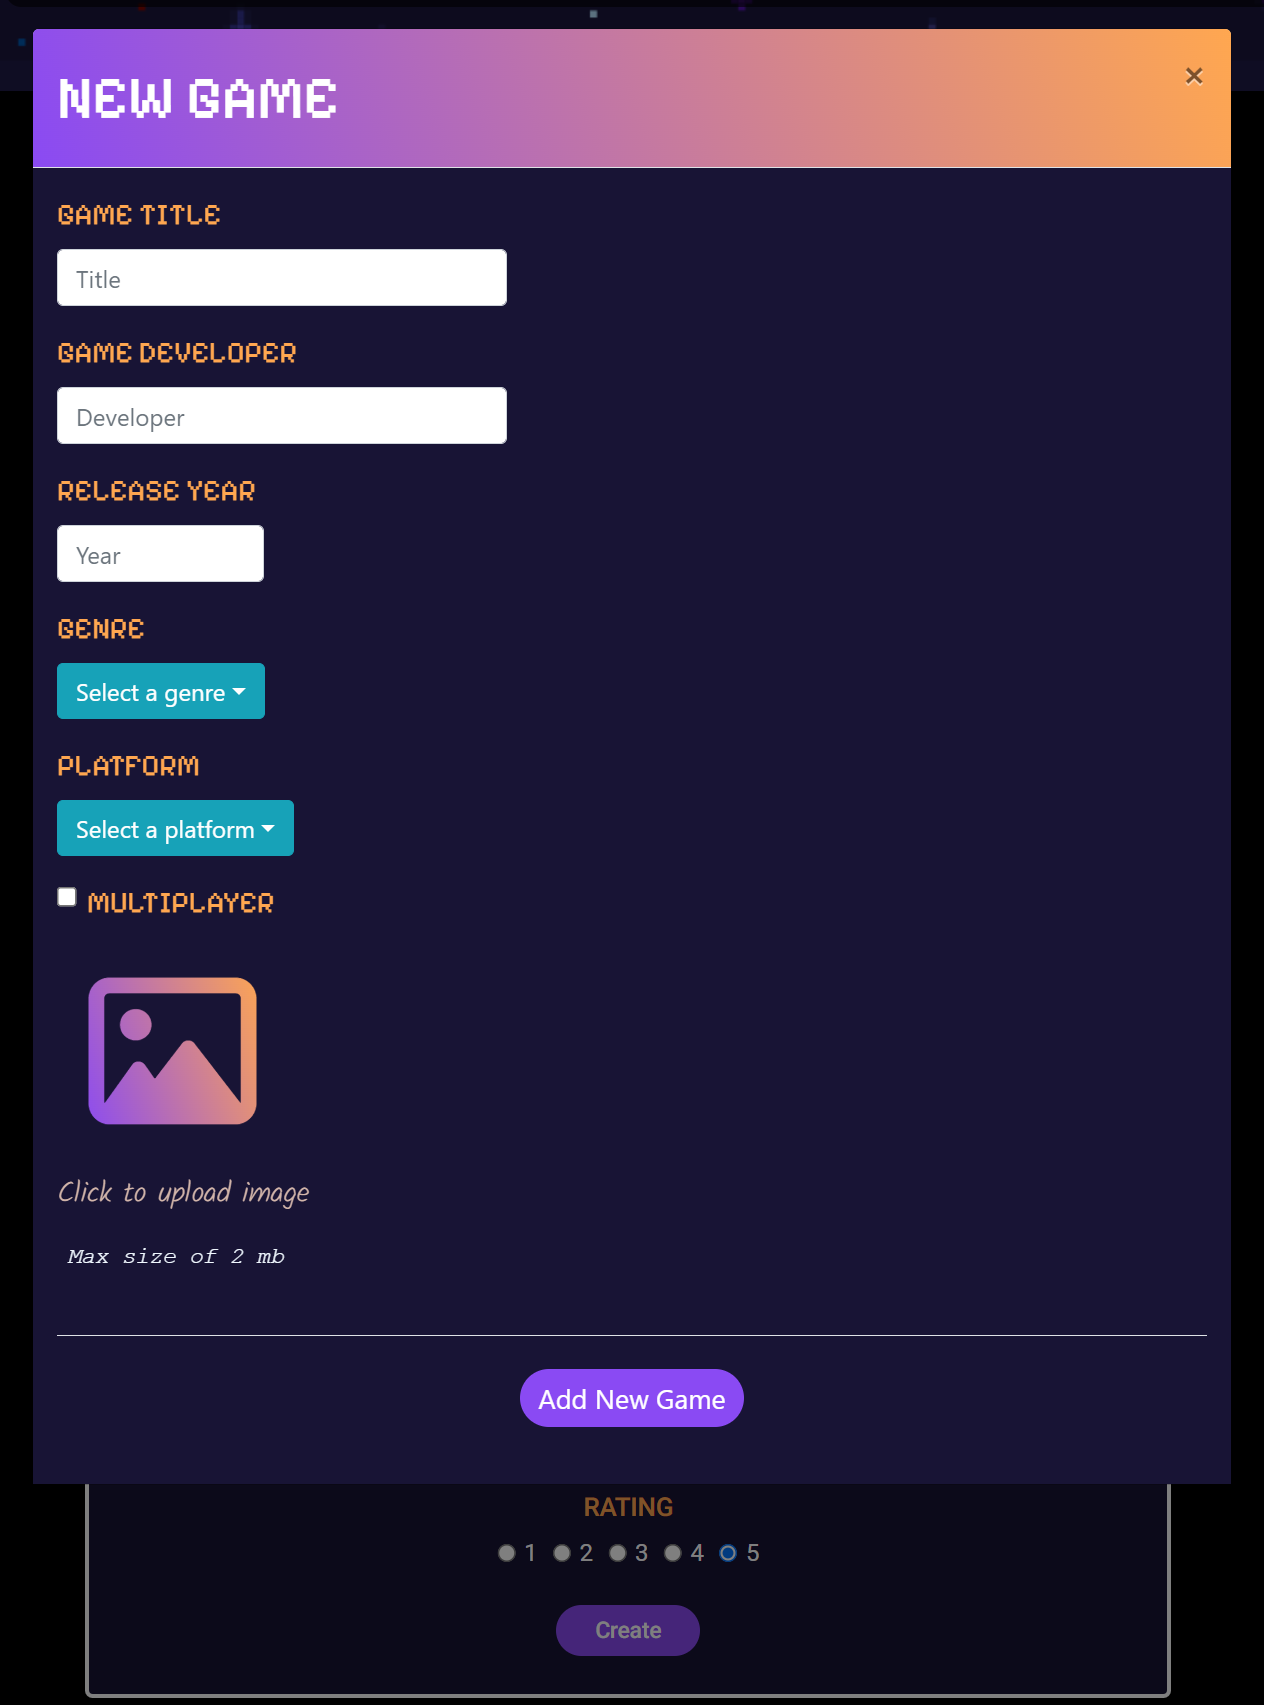 NEW GAME
×
GAME TITLE
Title
GAME DEVELOPER
Developer
RELEASE YEAR
Year
GENRE
Select a genre
PLATFORM
Select a platform
MULTIPLAYER
Click to upload image
Max size of 2 mb
Add New Game
RATING
1 2 3 4 5
Create